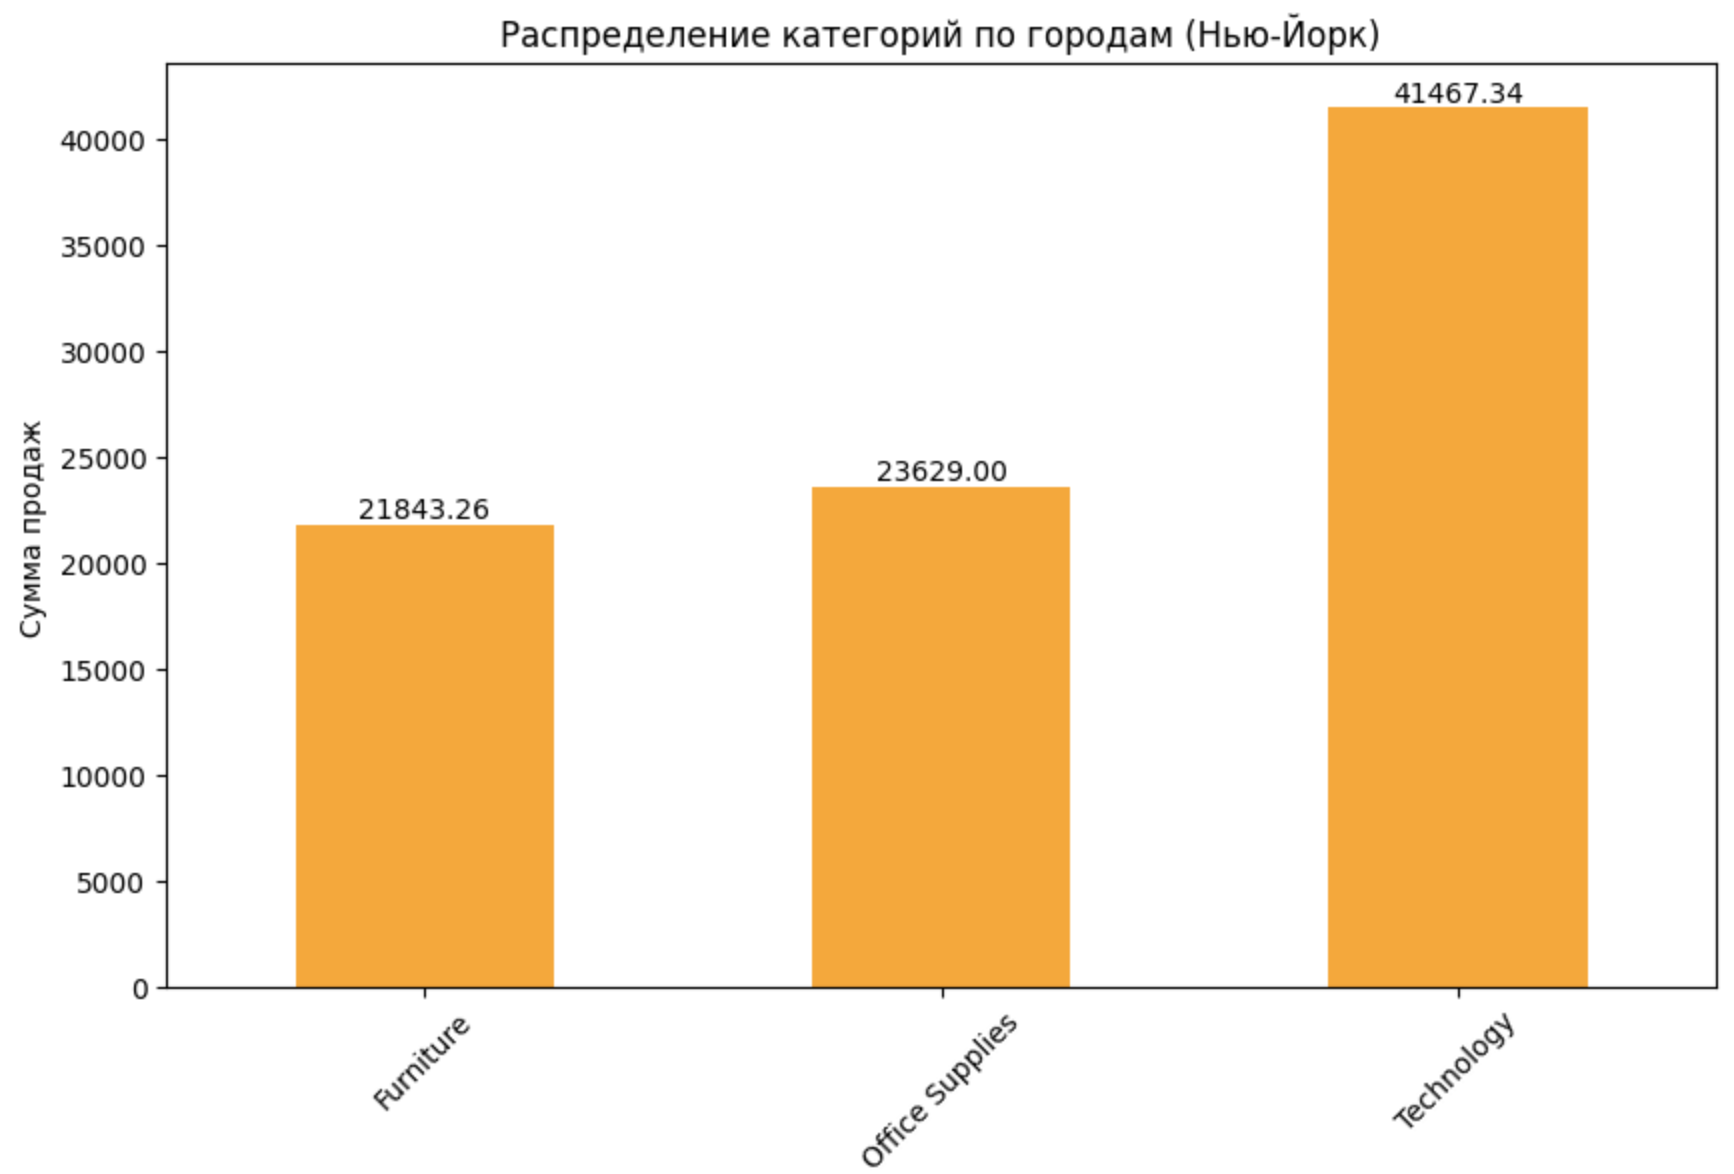 Распределение категорий по городам (Нью-Йорк)
41467.34
40000
35000
30000
25000
23629.00
21843.26
20000
15000
10000
5000
0
Сумма продаж
Furniture
Office Supplies
Technology